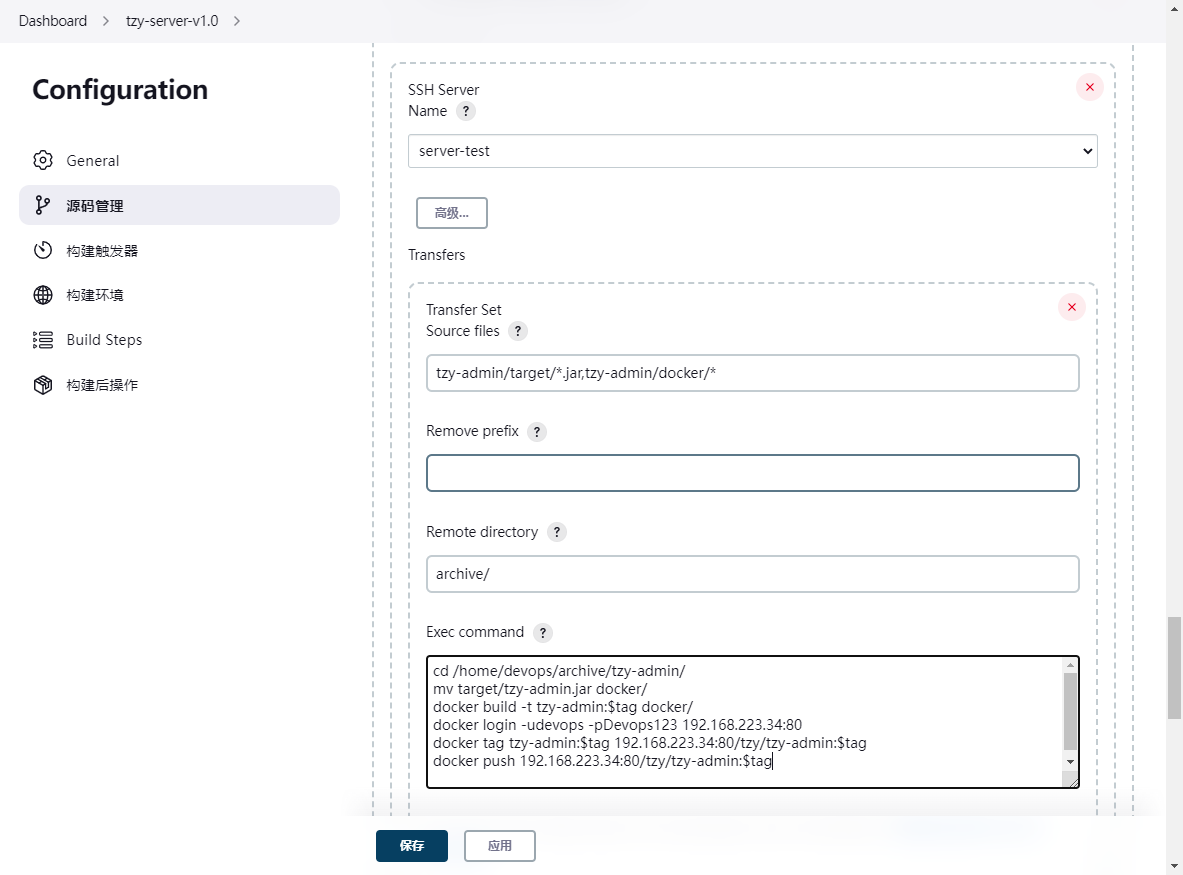 Dashboard > tzy-server-v1.0 >
Configuration
General
源码管理
构建触发器
构建环境
Build Steps
构建后操作
SSH Server
Name ?
server-test
高级...
Transfers
Transfer Set
Source files ?
tzy-admin/target/*.jar,tzy-admin/docker/*
Remove prefix ?
Remote directory ?
archive/
Exec command ?
cd /home/devops/archive/tzy-admin/
mv target/tzy-admin.jar docker/
docker build -t tzy-admin:$tag docker/
docker login -udevops -pDevops123 192.168.223.34:80
docker tag tzy-admin:$tag 192.168.223.34:80/tzy/tzy-admin:$tag
docker push 192.168.223.34:80/tzy/tzy-admin:$tag
保存
应用